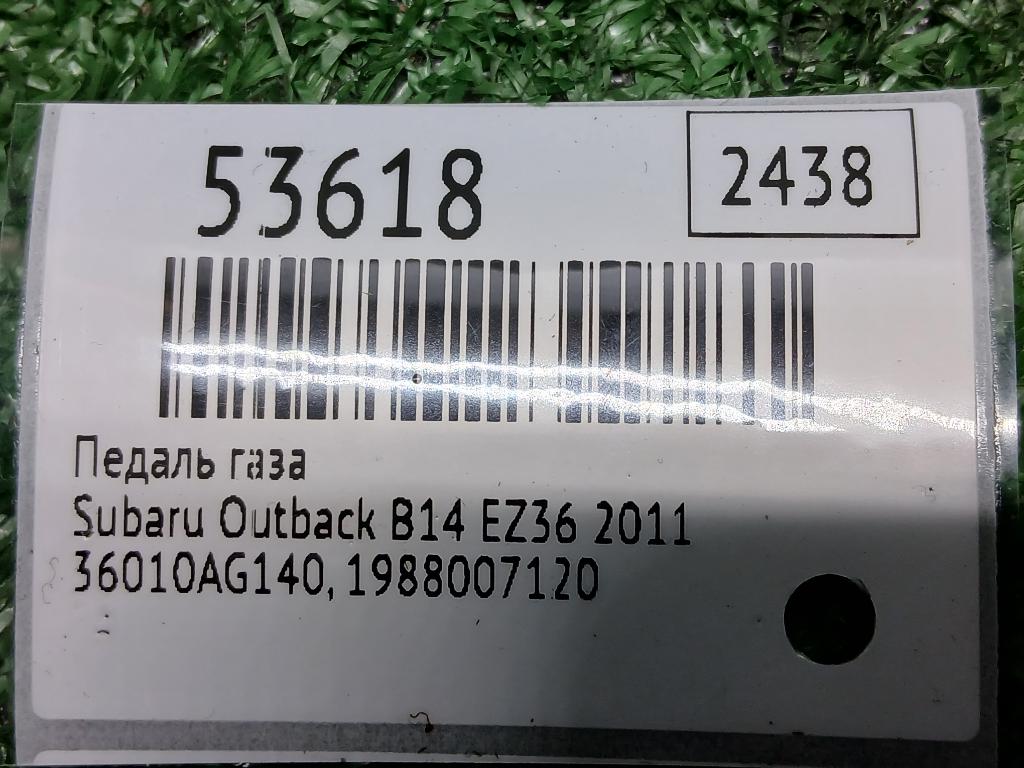 53618
2438
Педаль газа
Subaru Outback B14 EZ36 2011
36010AG140, 1988007120